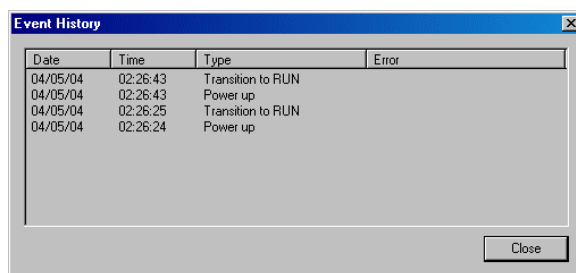 Event History
Date Time Type Error
04/05/04 02:26:43 Transition to RUN
04/05/04 02:26:43 Power up
04/05/04 02:26:25 Transition to RUN
04/05/04 02:26:24 Power up
Close